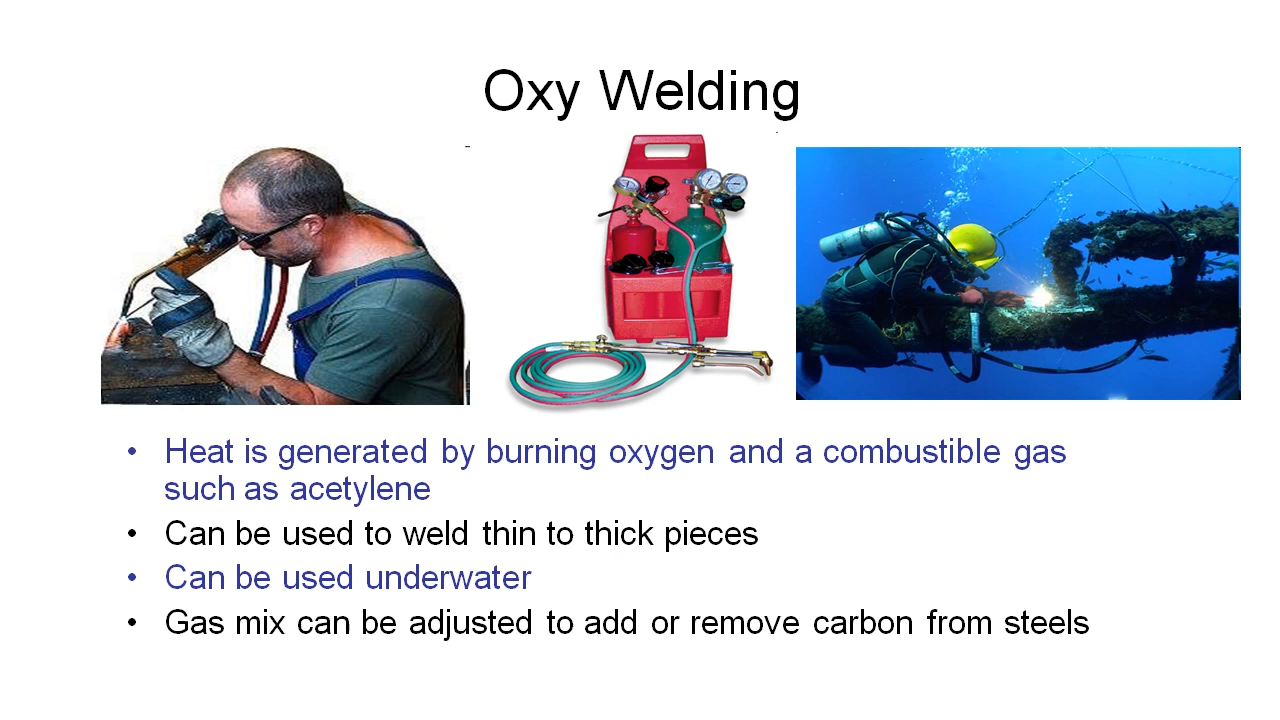 Oxy Welding
• Heat is generated by burning oxygen and a combustible gas
such as acetylene
• Can be used to weld thin to thick pieces
• Can be used underwater
• Gas mix can be adjusted to add or remove carbon from steels